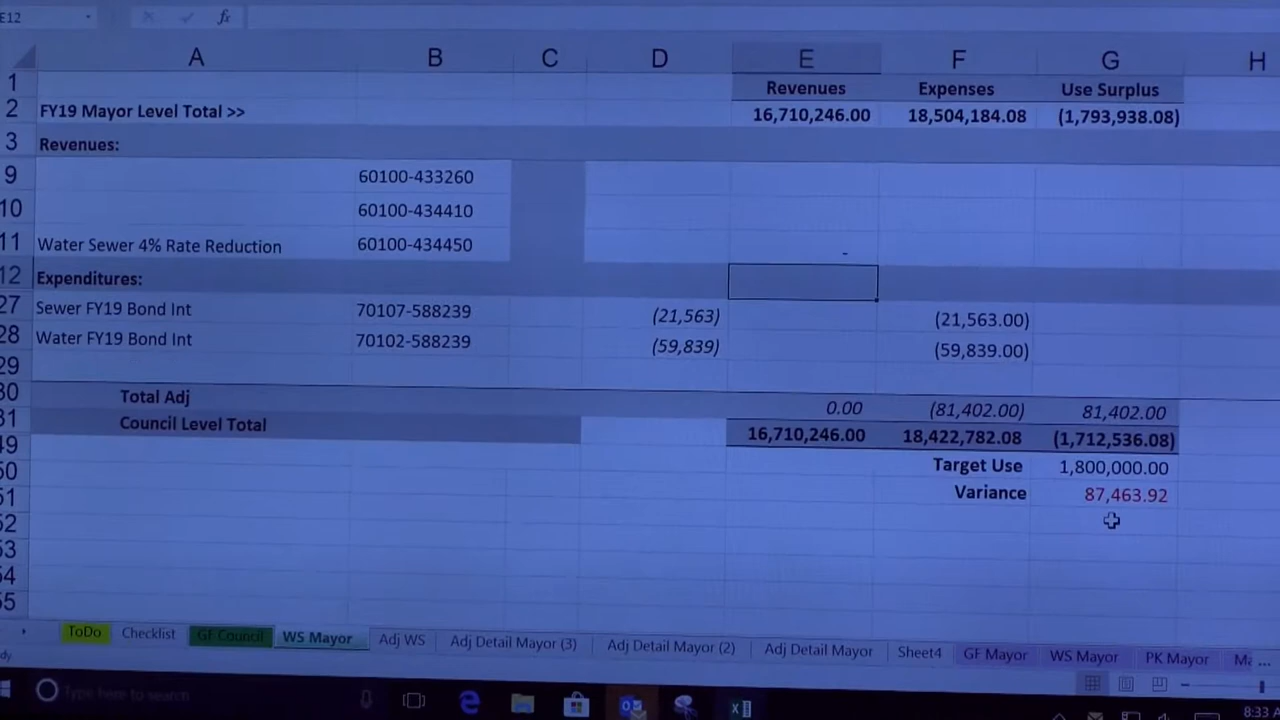 E12 fx
A B C D E F G H
1 Revenues Expenses Use Surplus
2 FY19 Mayor Level Total >> 16,710,246.00 18,504,184.08 (1,793,938.08)
3 Revenues:
9 60100-433260
10 60100-434410
11 Water Sewer 4% Rate Reduction 60100-434450 -
12 Expenditures:
27 Sewer FY19 Bond Int 70107-588239 (21,563) (21,563.00)
28 Water FY19 Bond Int 70102-588239 (59,839) (59,839.00)
29
30 Total Adj 0.00 (81,402.00) 81,402.00
31 Council Level Total 16,710,246.00 18,422,782.08 (1,712,536.08)
49
50 Target Use 1,800,000.00
51 Variance 87,463.92
52
53
54
55
ToDo Checklist GF Council WS Mayor Adj WS Adj Detail Mayor (3) Adj Detail Mayor (2) Adj Detail Mayor Sheet4 GF Mayor WS Mayor PK Mayor Ma ...
Type here to search 8:33 A